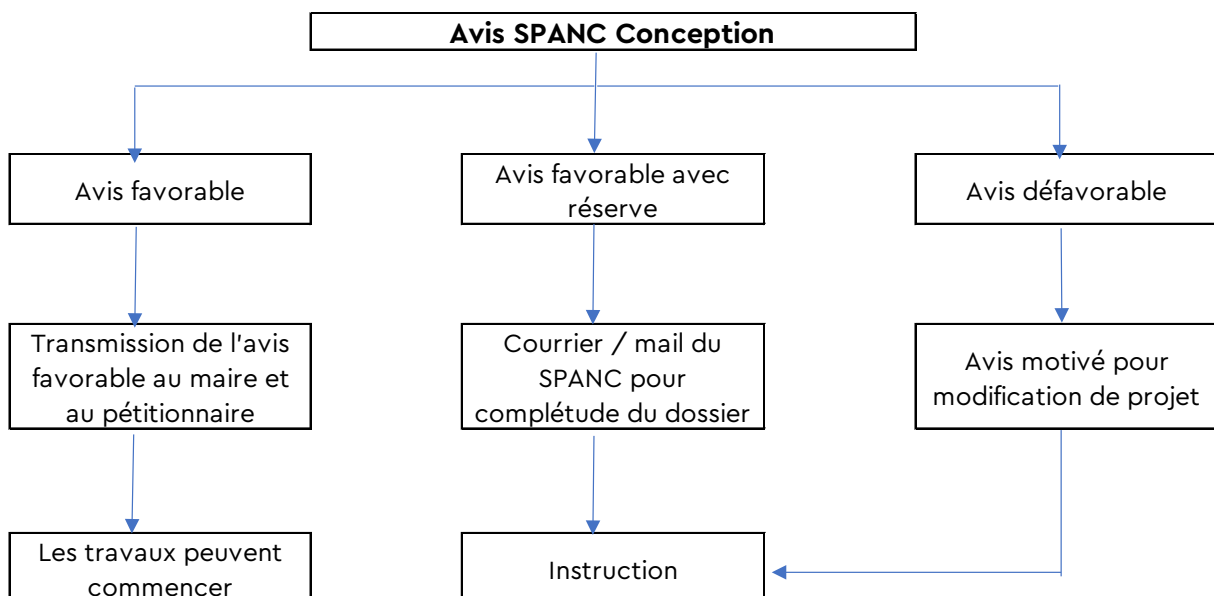 Avis SPANC Conception
Avis favorable
Avis favorable avec
réserve
Avis défavorable
Transmission de l'avis
favorable au maire et
au pétitionnaire
Courrier / mail du
SPANC pour
complétude du dossier
Avis motivé pour
modification de projet
Les travaux peuvent
commencer
Instruction